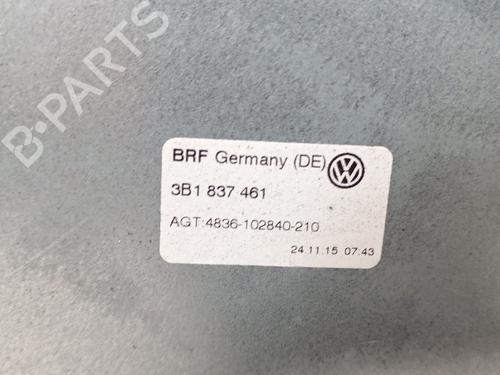 B-PARTS
BRF Germany (DE)
3B1 837 461
AGT:4836-102840-210
24.11.15 07:43